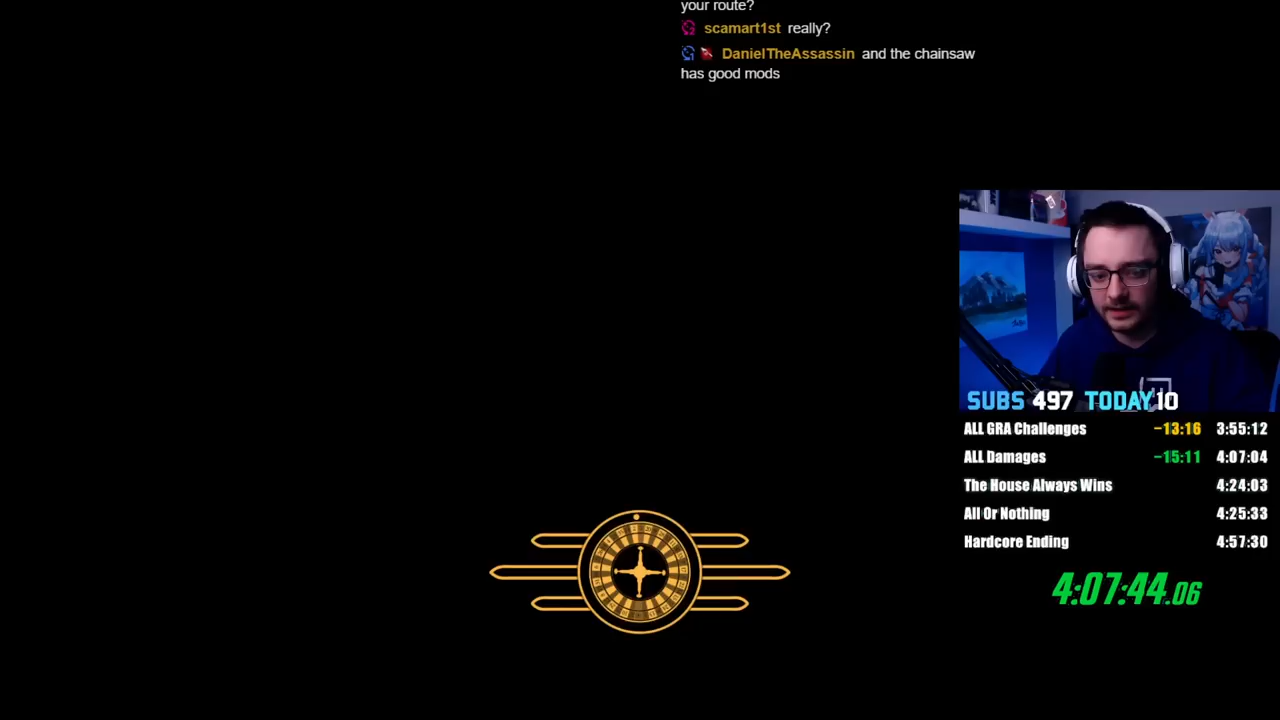 your route?
scamart1st really?
DanielTheAssassin and the chainsaw
has good mods
SUBS 497 TODAY 10
ALL GRA Challenges -13:16 3:55:12
ALL Damages -15:11 4:07:04
The House Always Wins 4:24:03
All Or Nothing 4:25:33
Hardcore Ending 4:57:30
4:07:44.06